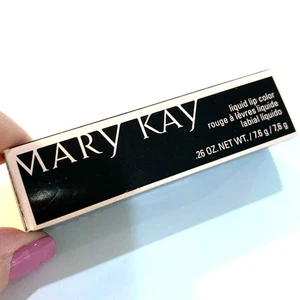 MARY KAY
liquid lip color
rouge à lèvres liquide
labial líquido
.26 OZ. NET WT. / 7,6 g / 7.6 g